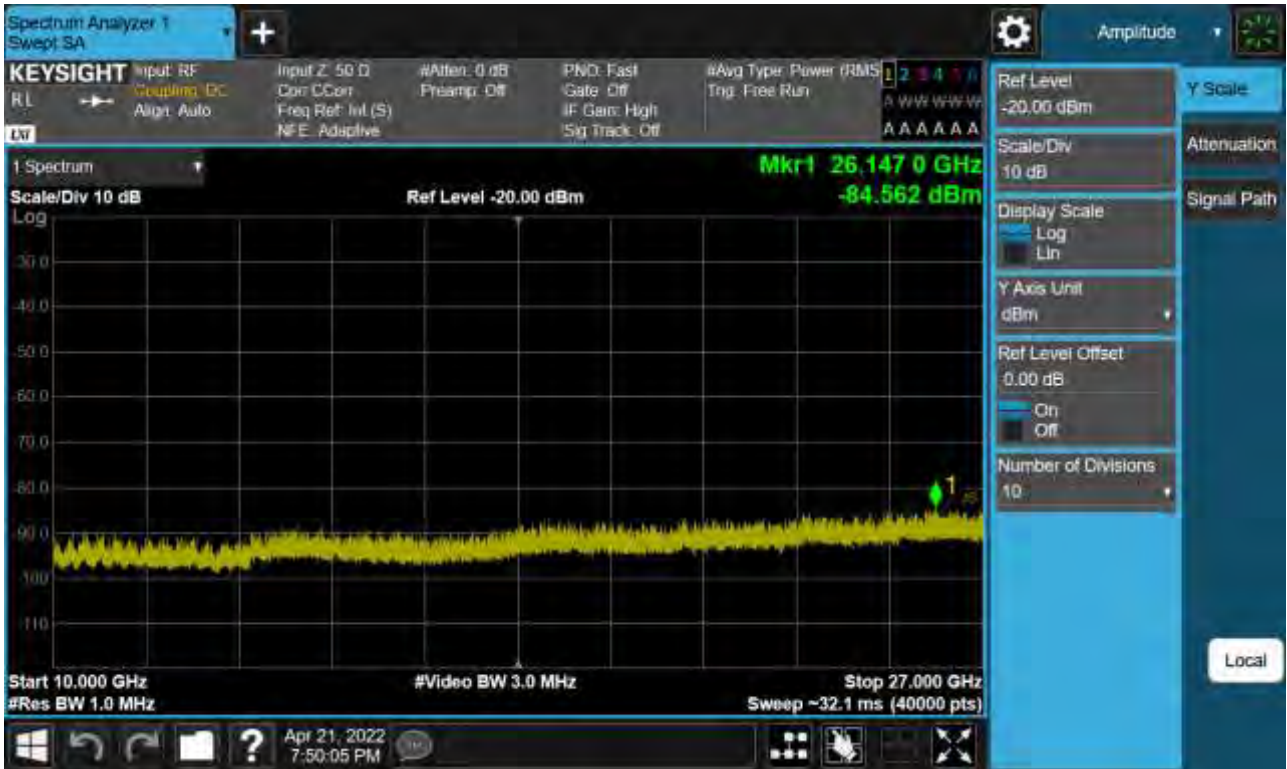 Spectrum Analyzer 1
Swept SA
Amplitude
KEYSIGHT
RL
Input: RF
Coupling: DC
Align: Auto
Input Z: 50 Ω
Corr CCorr
Freq Ref: Int (S)
NFE: Adaptive
#Atten: 0 dB
Preamp: Off
PNO: Fast
Gate: Off
IF Gain: High
Sig Track: Off
#Avg Type: Power (RMS
Trig: Free Run
1 2 3 4 5 6
A W W W W W
A A A A A A
1 Spectrum
Scale/Div 10 dB
Ref Level -20.00 dBm
Mkr1 26.147 0 GHz
-84.562 dBm
Log
-30.0
-40.0
-50.0
-60.0
-70.0
-80.0
-90.0
-100
-110
1
Start 10.000 GHz
#Res BW 1.0 MHz
#Video BW 3.0 MHz
Stop 27.000 GHz
Sweep ~32.1 ms (40000 pts)
Ref Level
-20.00 dBm
Scale/Div
10 dB
Display Scale
Log
Lin
Y Axis Unit
dBm
Ref Level Offset
0.00 dB
On
Off
Number of Divisions
10
Y Scale
Attenuation
Signal Path
Local
?
Apr 21, 2022
7:50:05 PM